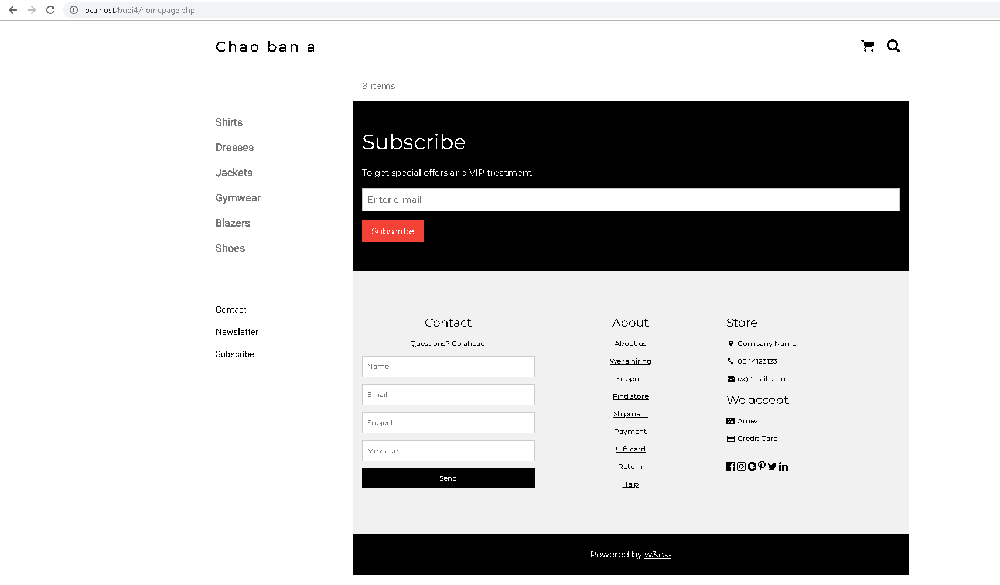 localhost/buoi4/homepage.php
Chao ban a
8 items
Shirts
Dresses
Jackets
Gymwear
Blazers
Shoes
Contact
Newsletter
Subscribe
Subscribe
To get special offers and VIP treatment:
Enter e-mail
Subscribe
Contact
Questions? Go ahead.
Name
Email
Subject
Message
Send
About
About us
We're hiring
Support
Find store
Shipment
Payment
Gift card
Return
Help
Store
Company Name
0044123123
ex@mail.com
We accept
Amex
Credit Card
Powered by w3.css